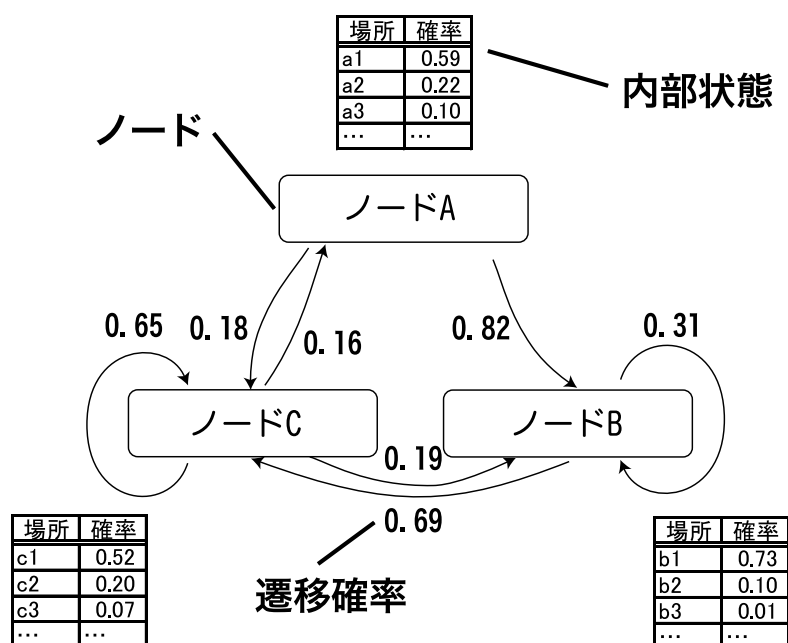 場所 確率
a1 0.59
a2 0.22
a3 0.10
… …
内部状態
ノード
ノードA
0.65
0.18
0.16
0.82
0.31
ノードC
ノードB
0.19
0.69
遷移確率
場所 確率
c1 0.52
c2 0.20
c3 0.07
… …
場所 確率
b1 0.73
b2 0.10
b3 0.01
… …